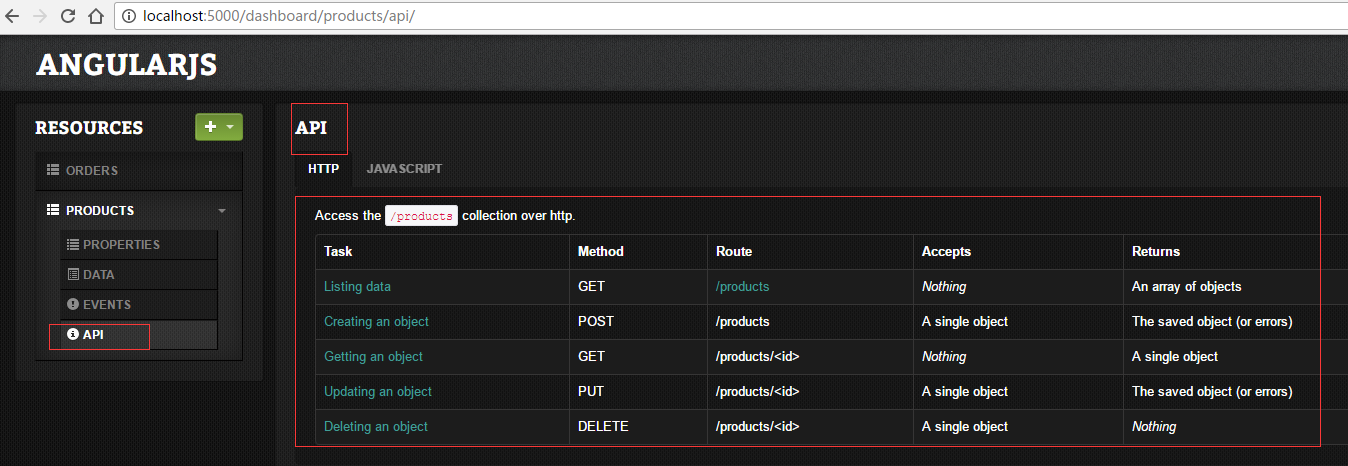 localhost:5000/dashboard/products/api/
ANGULARJS
RESOURCES
ORDERS
PRODUCTS
PROPERTIES
DATA
EVENTS
API
API
HTTP JAVASCRIPT
Access the /products collection over http.
Task Method Route Accepts Returns
Listing data GET /products Nothing An array of objects
Creating an object POST /products A single object The saved object (or errors)
Getting an object GET /products/<id> Nothing A single object
Updating an object PUT /products/<id> A single object The saved object (or errors)
Deleting an object DELETE /products/<id> A single object Nothing